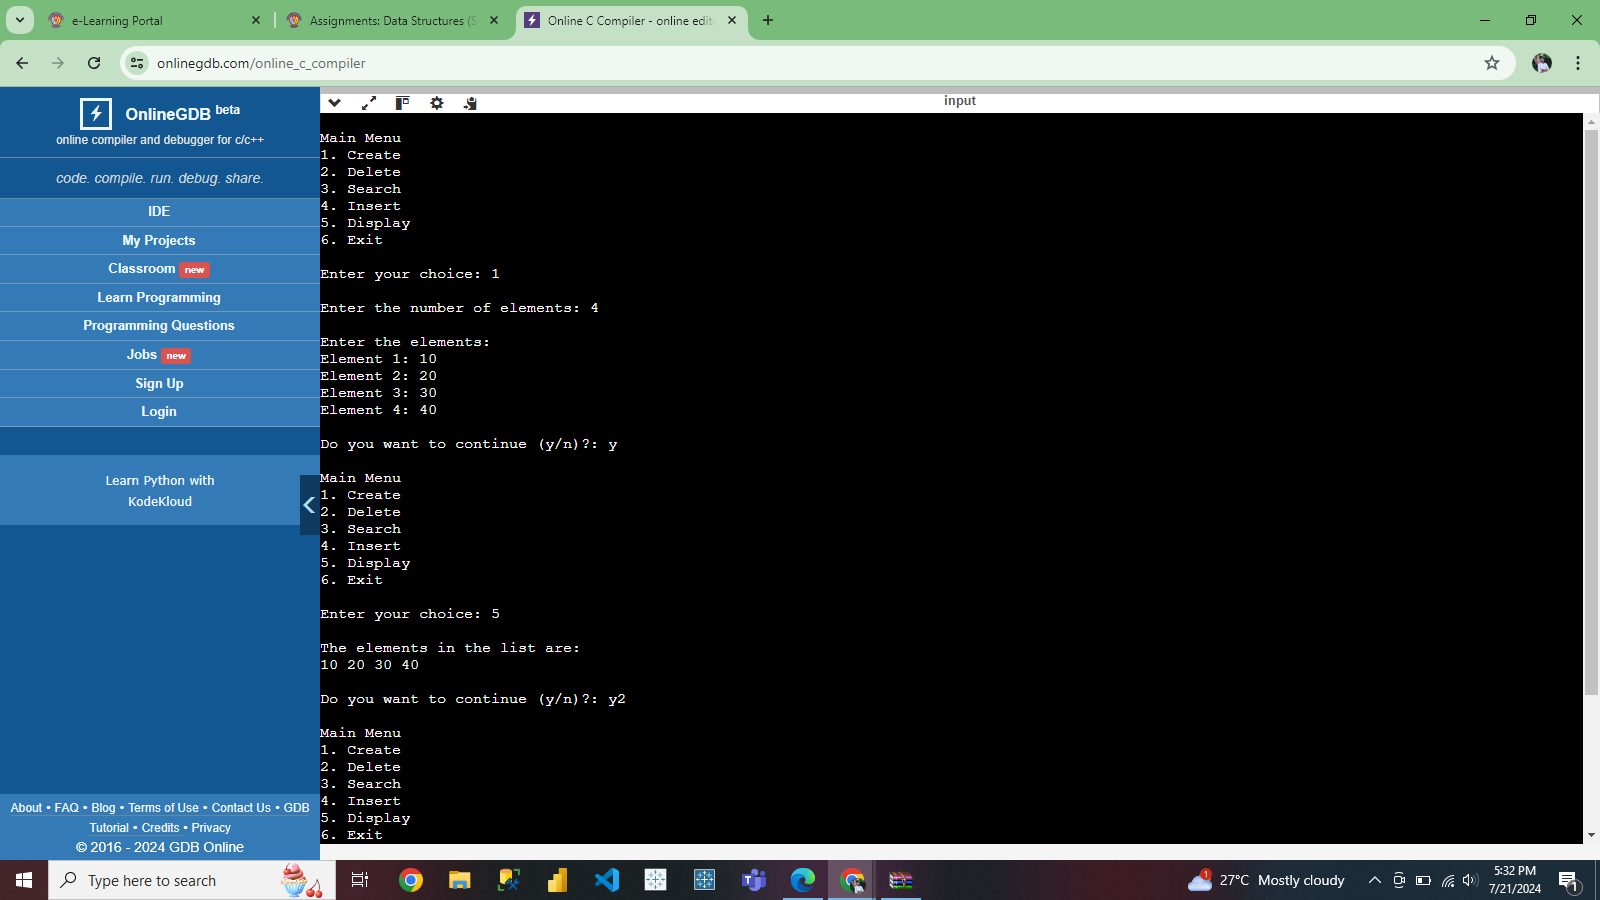 e-Learning Portal
Assignments: Data Structures (S
Online C Compiler - online edit
onlinegdb.com/online_c_compiler
OnlineGDB beta
online compiler and debugger for c/c++
code. compile. run. debug. share.
IDE
My Projects
Classroom new
Learn Programming
Programming Questions
Jobs new
Sign Up
Login
Learn Python with
KodeKloud
About • FAQ • Blog • Terms of Use • Contact Us • GDB
Tutorial • Credits • Privacy
© 2016 - 2024 GDB Online
input
Main Menu
1. Create
2. Delete
3. Search
4. Insert
5. Display
6. Exit
Enter your choice: 1
Enter the number of elements: 4
Enter the elements:
Element 1: 10
Element 2: 20
Element 3: 30
Element 4: 40
Do you want to continue (y/n)?: y
Main Menu
1. Create
2. Delete
3. Search
4. Insert
5. Display
6. Exit
Enter your choice: 5
The elements in the list are:
10 20 30 40
Do you want to continue (y/n)?: y2
Main Menu
1. Create
2. Delete
3. Search
4. Insert
5. Display
6. Exit
Type here to search
1
27°C Mostly cloudy
5:32 PM
7/21/2024
1